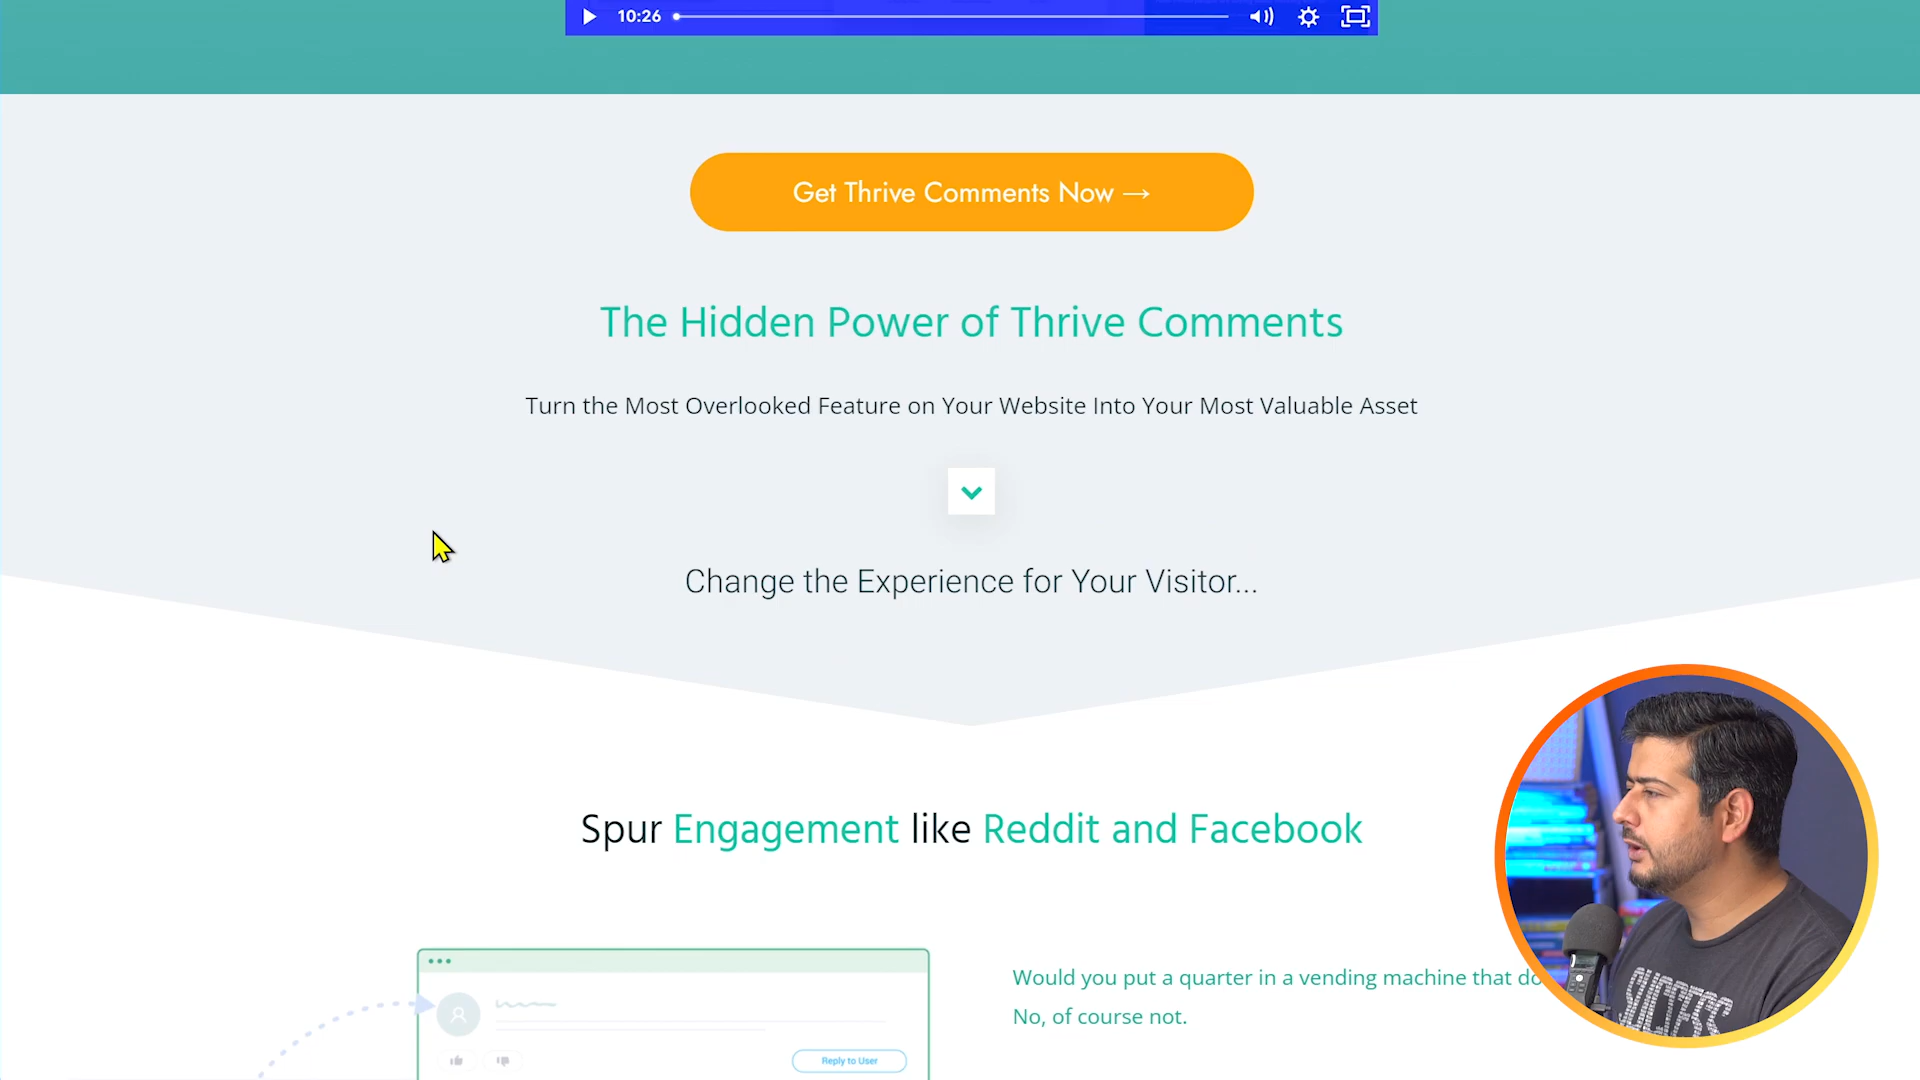 10:26
Get Thrive Comments Now →
The Hidden Power of Thrive Comments
Turn the Most Overlooked Feature on Your Website Into Your Most Valuable Asset
Change the Experience for Your Visitor...
Spur Engagement like Reddit and Facebook
Would you put a quarter in a vending machine that
No, of course not.
Reply to User
SUCCESS